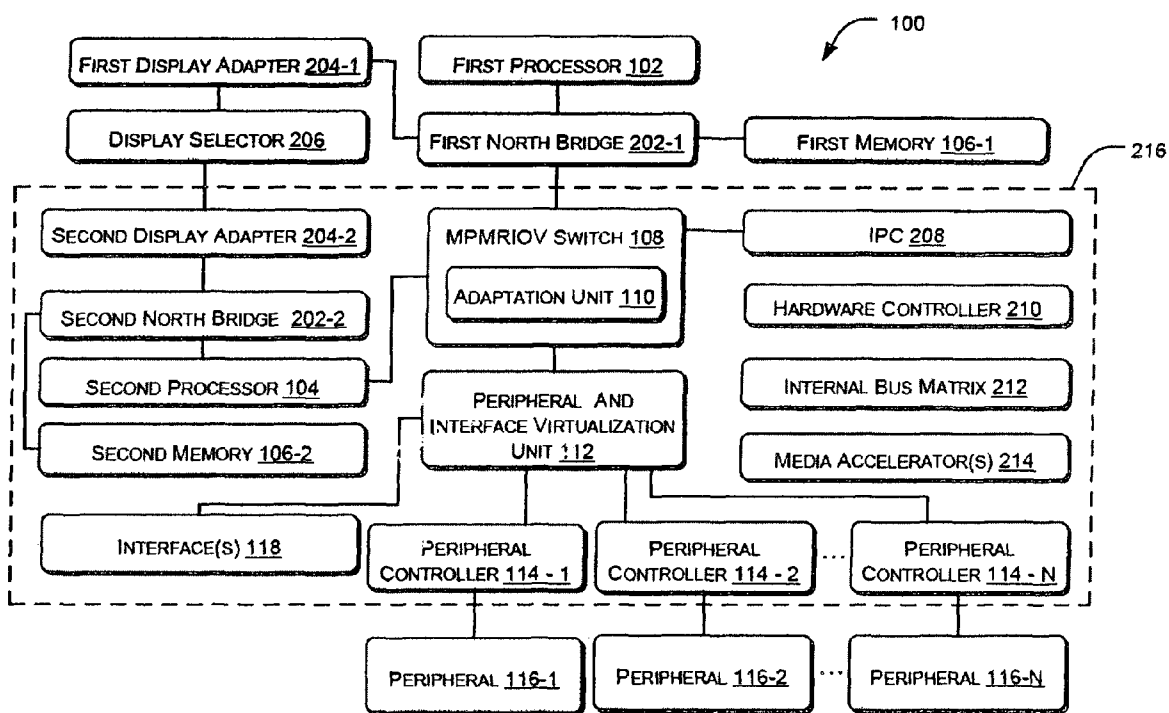 100
FIRST DISPLAY ADAPTER 204-1
FIRST PROCESSOR 102
DISPLAY SELECTOR 206
FIRST NORTH BRIDGE 202-1
FIRST MEMORY 106-1
216
SECOND DISPLAY ADAPTER 204-2
MPMRIOV SWITCH 108
IPC 208
ADAPTATION UNIT 110
SECOND NORTH BRIDGE 202-2
HARDWARE CONTROLLER 210
SECOND PROCESSOR 104
PERIPHERAL AND
INTERFACE VIRTUALIZATION
UNIT 112
INTERNAL BUS MATRIX 212
SECOND MEMORY 106-2
MEDIA ACCELERATOR(S) 214
INTERFACE(S) 118
PERIPHERAL
CONTROLLER 114 - 1
PERIPHERAL
CONTROLLER 114 - 2
...
PERIPHERAL
CONTROLLER 114 - N
PERIPHERAL 116-1
PERIPHERAL 116-2
...
PERIPHERAL 116-N